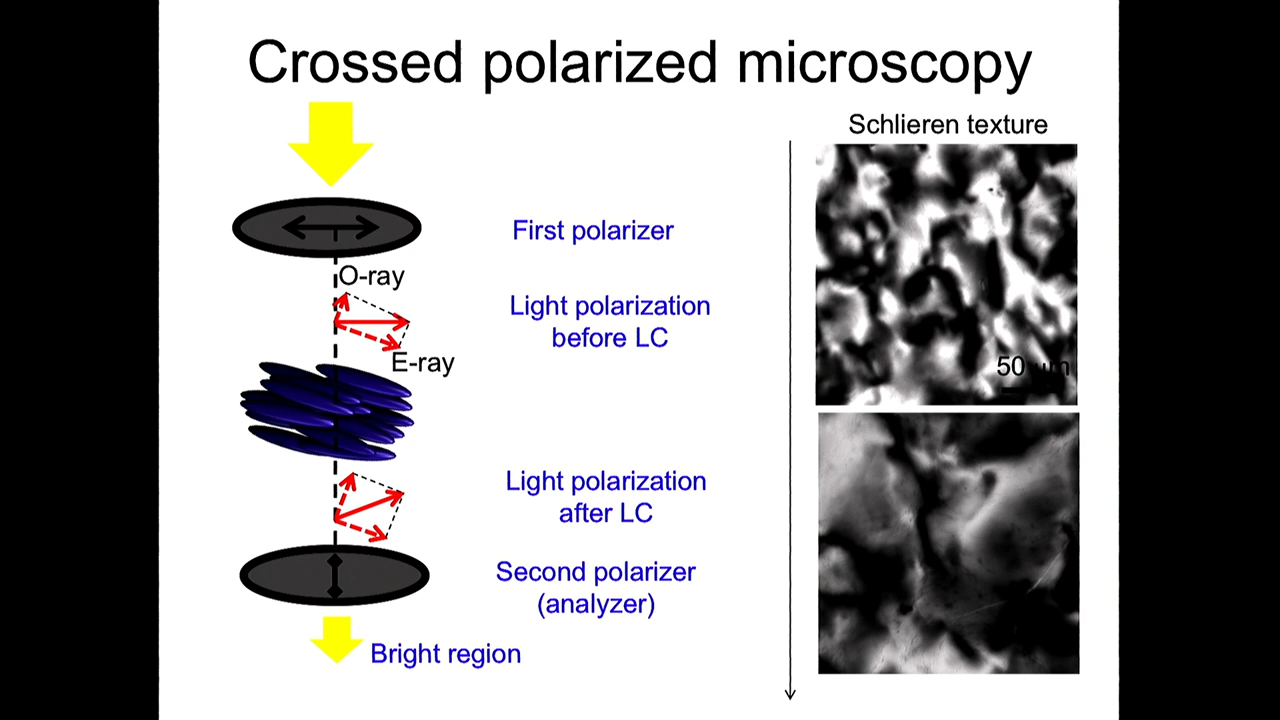 Crossed polarized microscopy
Schlieren texture
First polarizer
O-ray
Light polarization
before LC
E-ray
50 μm
Light polarization
after LC
Second polarizer
(analyzer)
Bright region